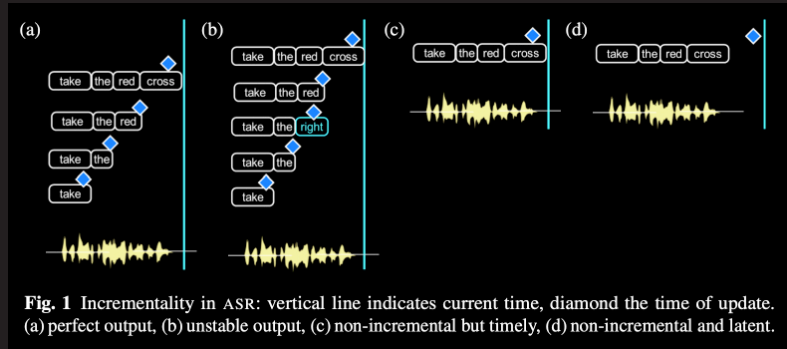 (a)
take the red cross
take the red
take the
take
(b)
take the red cross
take the red
take the right
take the
take
(c)
take the red cross
(d)
take the red cross
Fig. 1 Incrementality in ASR: vertical line indicates current time, diamond the time of update.
(a) perfect output, (b) unstable output, (c) non-incremental but timely, (d) non-incremental and latent.